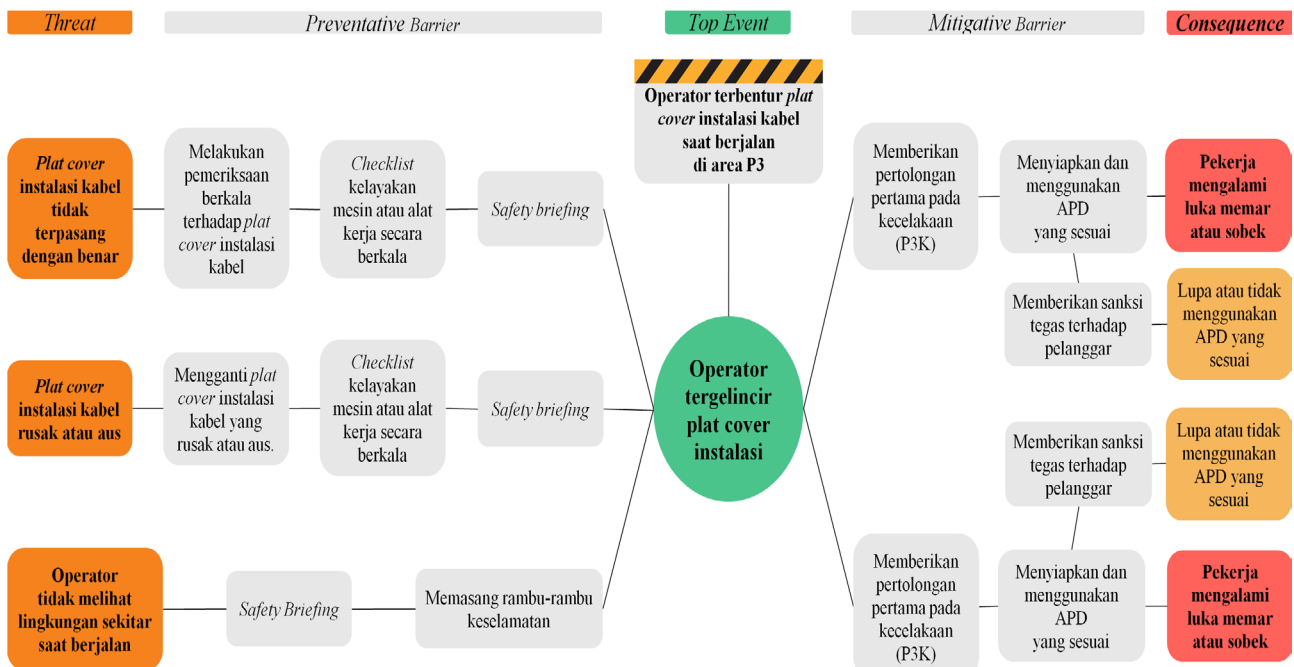 Threat
Preventative Barrier
Top Event
Mitigative Barrier
Consequence
Operator terbentur plat
cover instalasi kabel
saat berjalan
di area P3
Plat cover
instalasi kabel
tidak
terpasang
dengan benar
Melakukan
pemeriksaan
berkala
terhadap plat
cover instalasi
kabel
Checklist
kelayakan
mesin atau alat
kerja secara
berkala
Safety briefing
Memberikan
pertolongan
pertama pada
kecelakaan
(P3K)
Menyiapkan dan
menggunakan
APD
yang sesuai
Pekerja
mengalami
luka memar
atau sobek
Memberikan sanksi
tegas terhadap
pelanggar
Lupa atau tidak
menggunakan
APD yang
sesuai
Plat cover
instalasi kabel
rusak atau aus
Mengganti plat
cover instalasi
kabel yang
rusak atau aus.
Checklist
kelayakan
mesin atau alat
kerja secara
berkala
Safety briefing
Operator
tergelincir
plat cover
instalasi
Memberikan sanksi
tegas terhadap
pelanggar
Lupa atau tidak
menggunakan
APD yang
sesuai
Operator
tidak melihat
lingkungan sekitar
saat berjalan
Safety Briefing
Memasang rambu-rambu
keselamatan
Memberikan
pertolongan
pertama pada
kecelakaan
(P3K)
Menyiapkan dan
menggunakan
APD
yang sesuai
Pekerja
mengalami
luka memar
atau sobek